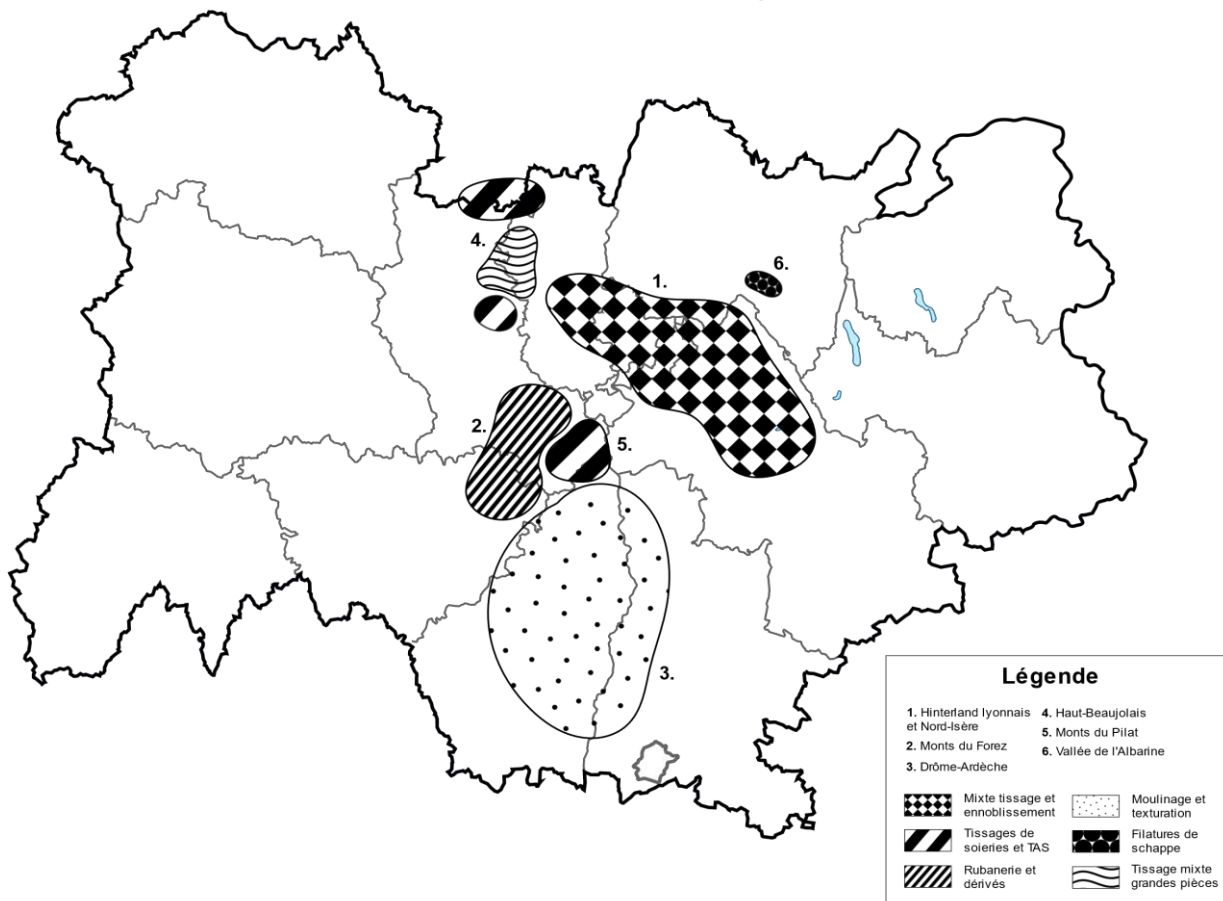 4.
6.
1.
2.
5.
3.
Légende
1. Hinterland lyonnais
et Nord-Isère
2. Monts du Forez
3. Drôme-Ardèche
4. Haut-Beaujolais
5. Monts du Pilat
6. Vallée de l'Albarine
Mixte tissage et
ennoblissement
Tissages de
soieries et TAS
Rubanerie et
dérivés
Moulinage et
texturation
Filatures de
schappe
Tissage mixte
grandes pièces